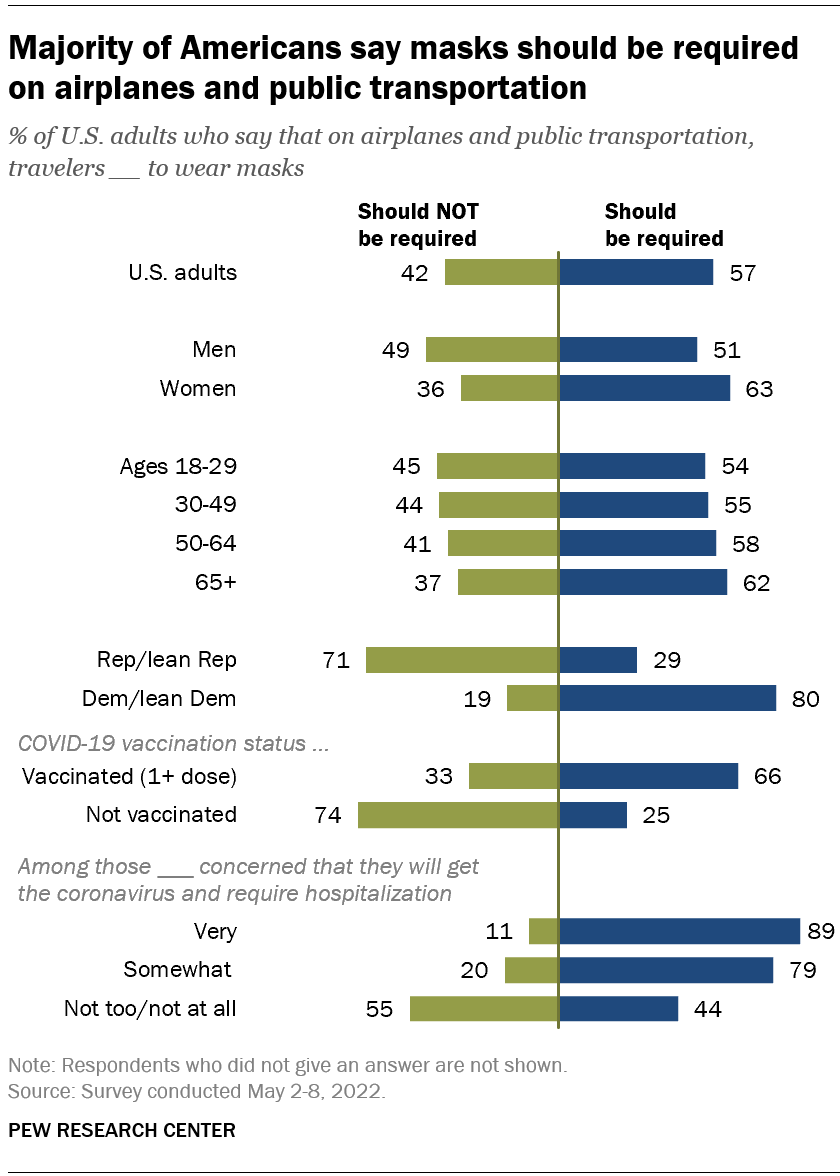 Majority of Americans say masks should be required
on airplanes and public transportation
% of U.S. adults who say that on airplanes and public transportation,
travelers __ to wear masks
Should NOT
be required
Should
be required
U.S. adults 42 57
Men 49 51
Women 36 63
Ages 18-29 45 54
30-49 44 55
50-64 41 58
65+ 37 62
Rep/lean Rep 71 29
Dem/lean Dem 19 80
COVID-19 vaccination status ...
Vaccinated (1+ dose) 33 66
Not vaccinated 74 25
Among those ___ concerned that they will get
the coronavirus and require hospitalization
Very 11 89
Somewhat 20 79
Not too/not at all 55 44
Note: Respondents who did not give an answer are not shown.
Source: Survey conducted May 2-8, 2022.
PEW RESEARCH CENTER